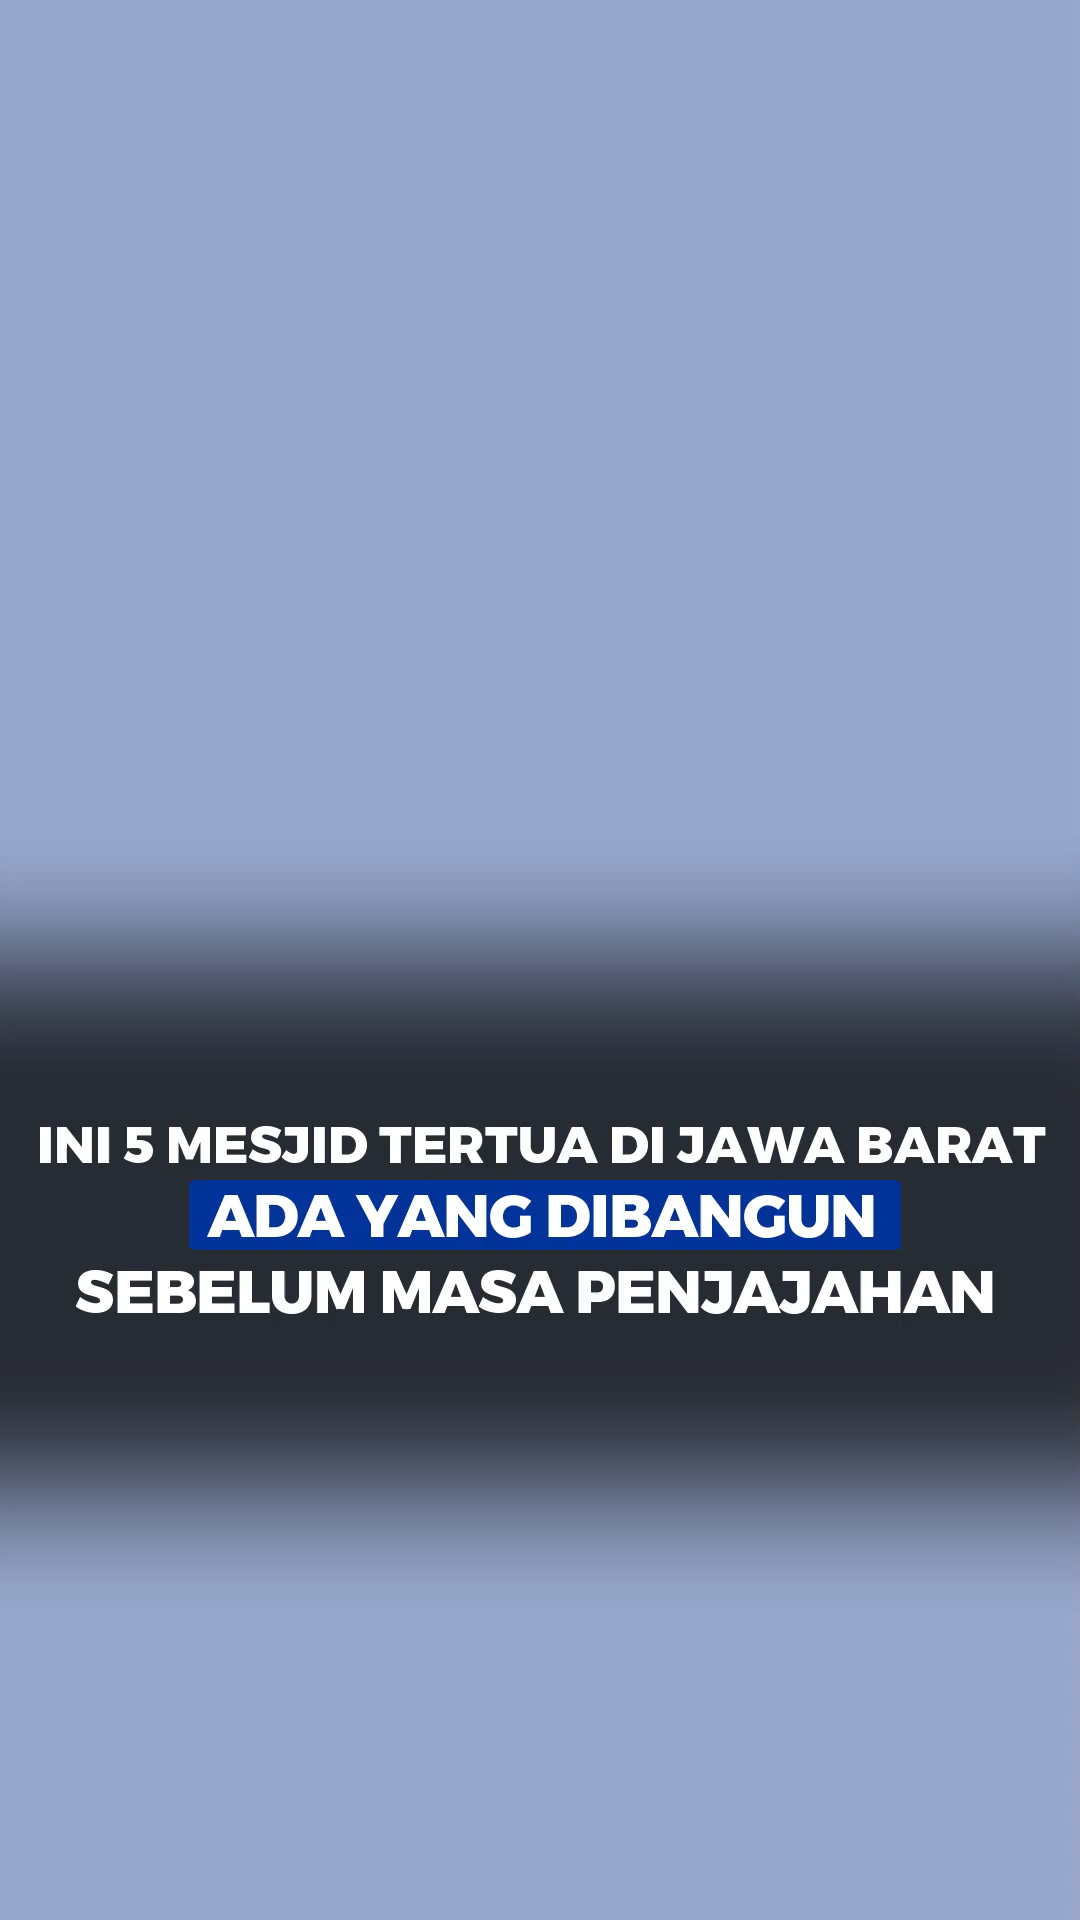 INI 5 MESJID TERTUA DI JAWA BARAT
ADA YANG DIBANGUN
SEBELUM MASA PENJAJAHAN